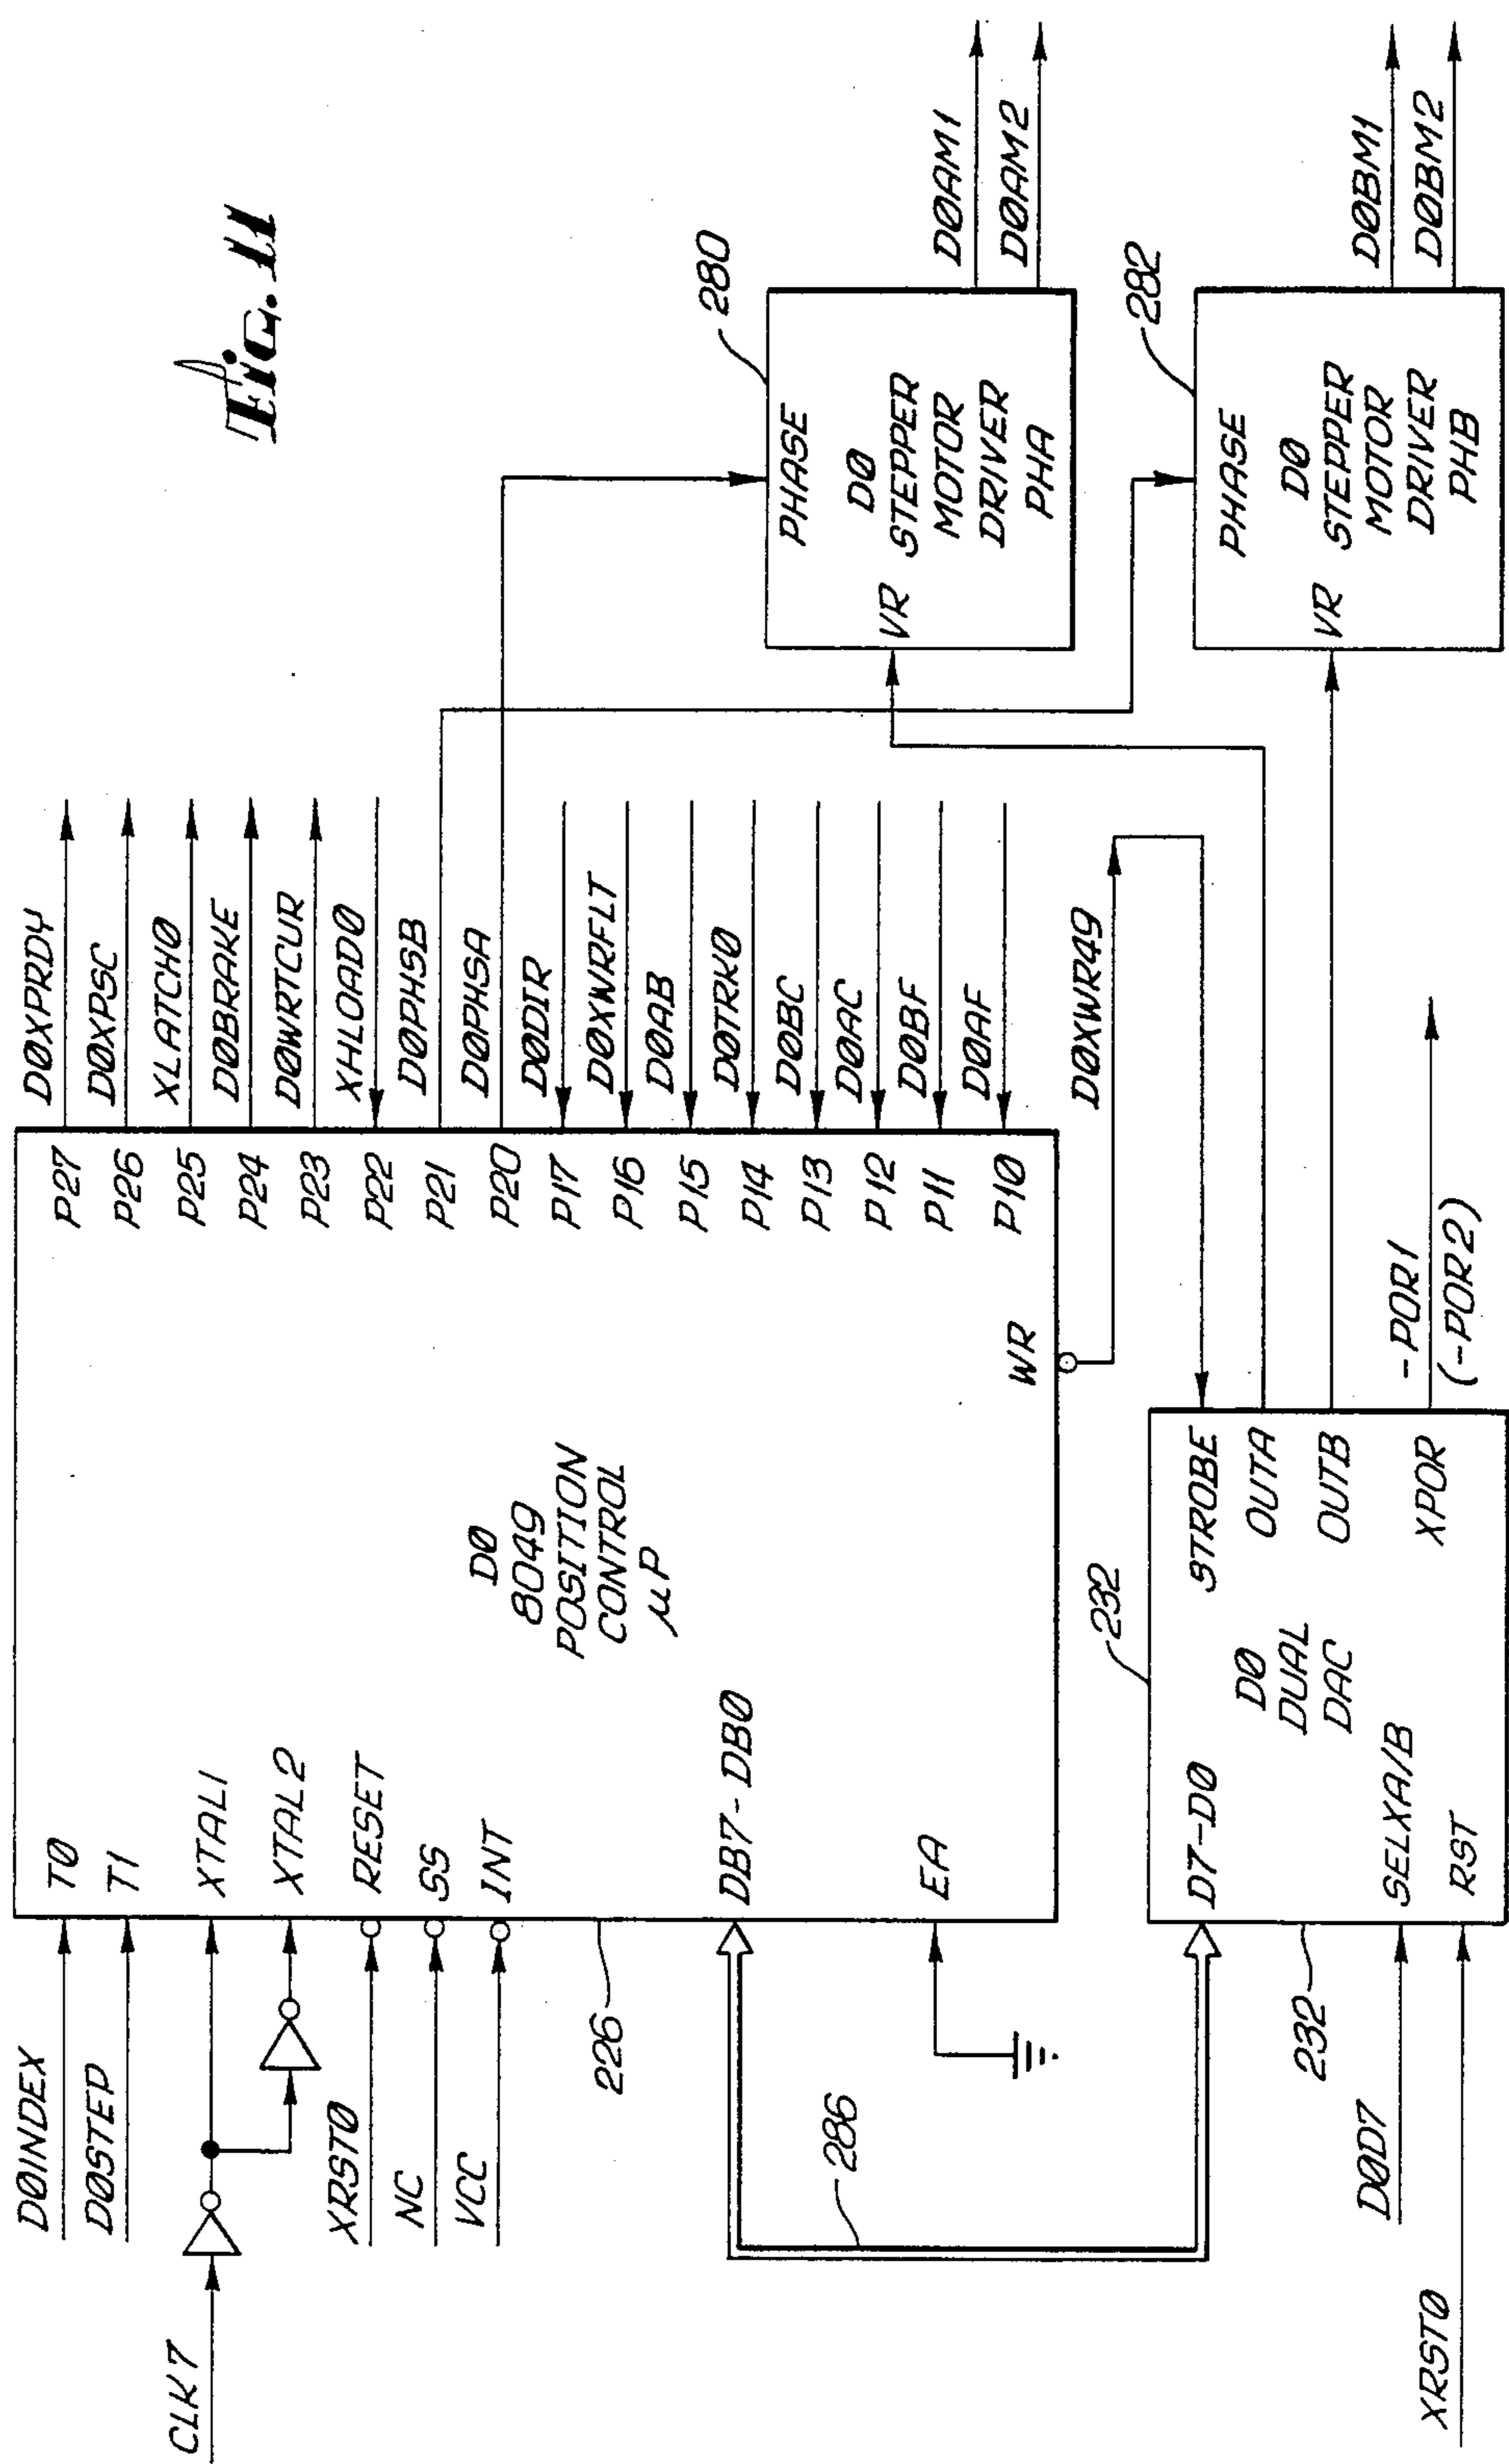 Fig. 11
D0INDEX
D0STEP
CLK7
XRST0
NC
VCC
T0
T1
XTAL1
XTAL2
RESET
SS
INT
226
DB7-DB0
EA
286
D0
8049
POSITION
CONTROL
µP
P27
P26
P25
P24
P23
P22
P21
P20
P17
P16
P15
P14
P13
P12
P11
P10
WR
D0XPRDY
D0XPSC
XLATCH0
D0BRAKE
D0WRTCUR
XHLOAD0
D0PHSB
D0PHSA
D0DIR
D0XWRFLT
D0AB
D0TRK0
D0BC
D0AC
D0BF
D0AF
D0XWR49
PHASE
VR
D0
STEPPER
MOTOR
DRIVER
PHA
280
D0AM1
D0AM2
PHASE
VR
D0
STEPPER
MOTOR
DRIVER
PHB
282
D0BM1
D0BM2
232
D7-D0
SELXA/B
RST
D0
DUAL
DAC
STROBE
OUTA
OUTB
XPOR
232
D0D7
XRST0
-POR1
(-POR2)